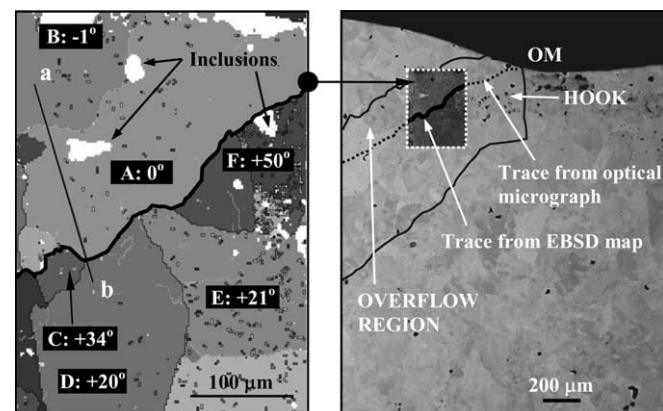 B: -1°
a
Inclusions
A: 0°
F: +50°
b
E: +21°
C: +34°
D: +20°
100 μm
OM
HOOK
Trace from optical
micrograph
Trace from EBSD map
OVERFLOW
REGION
200 μm